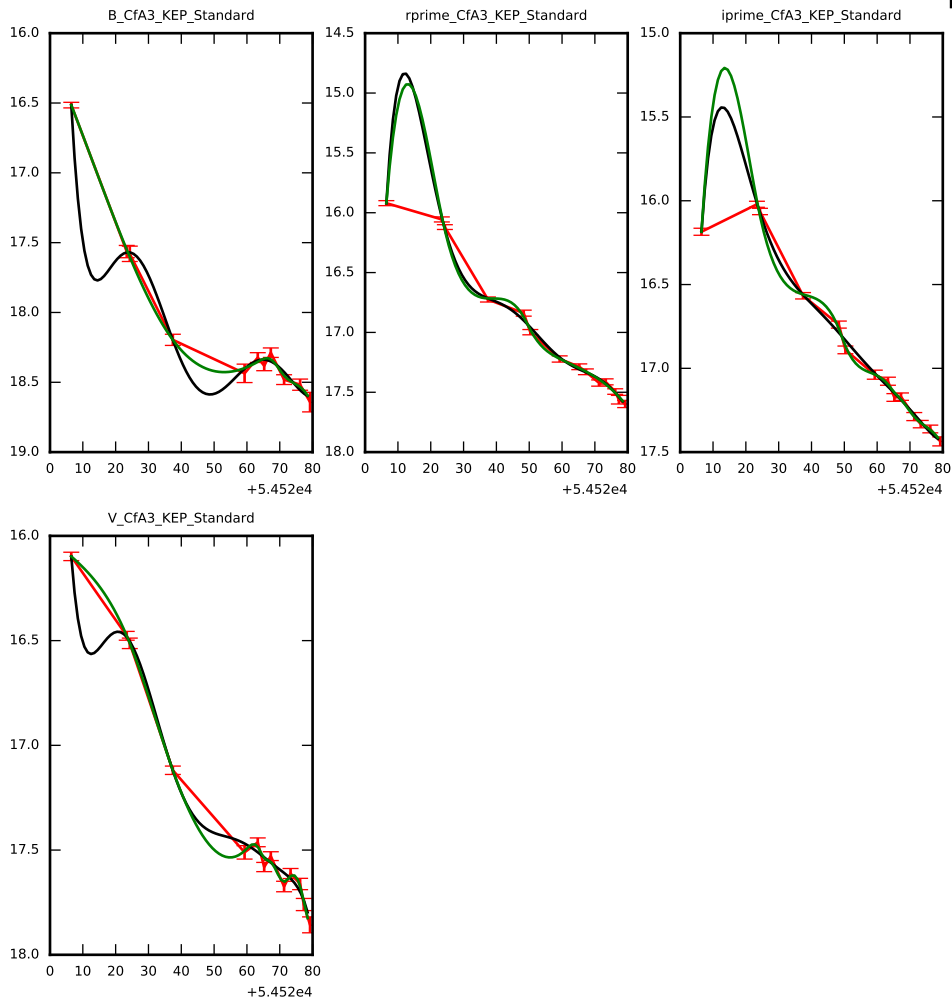 B_CfA3_KEP_Standard
16.0
16.5
17.0
17.5
18.0
18.5
19.0
0 10 20 30 40 50 60 70 80
+5.452e4
rprime_CfA3_KEP_Standard
14.5
15.0
15.5
16.0
16.5
17.0
17.5
18.0
0 10 20 30 40 50 60 70 80
+5.452e4
iprime_CfA3_KEP_Standard
15.0
15.5
16.0
16.5
17.0
17.5
0 10 20 30 40 50 60 70 80
+5.452e4
V_CfA3_KEP_Standard
16.0
16.5
17.0
17.5
18.0
0 10 20 30 40 50 60 70 80
+5.452e4